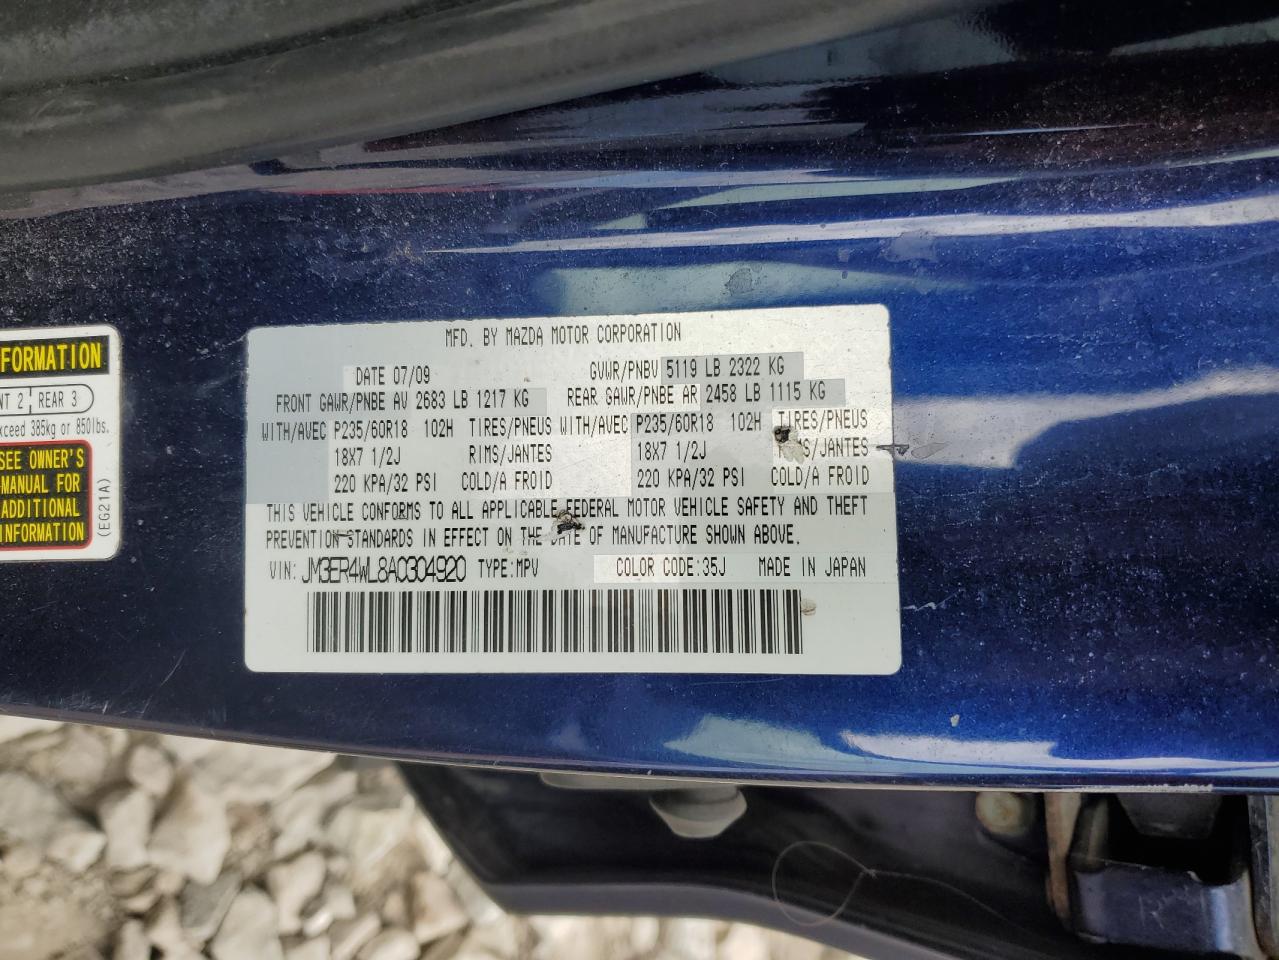 FORMATION
NT 2 REAR 3
xceed 385kg or 850lbs.
SEE OWNER'S
MANUAL FOR
ADDITIONAL
INFORMATION
(EG21A)
MFD. BY MAZDA MOTOR CORPORATION
DATE 07/09 GVWR/PNBV 5119 LB 2322 KG
FRONT GAWR/PNBE AV 2683 LB 1217 KG REAR GAWR/PNBE AR 2458 LB 1115 KG
WITH/AVEC P235/60R18 102H TIRES/PNEUS WITH/AVEC P235/60R18 102H TIRES/PNEUS
18X7 1/2J RIMS/JANTES 18X7 1/2J RIMS/JANTES
220 KPA/32 PSI COLD/A FROID 220 KPA/32 PSI COLD/A FROID
THIS VEHICLE CONFORMS TO ALL APPLICABLE FEDERAL MOTOR VEHICLE SAFETY AND THEFT
PREVENTION STANDARDS IN EFFECT ON THE DATE OF MANUFACTURE SHOWN ABOVE.
VIN: JM3ER4WL8A0304920 TYPE:MPV COLOR CODE:35J MADE IN JAPAN